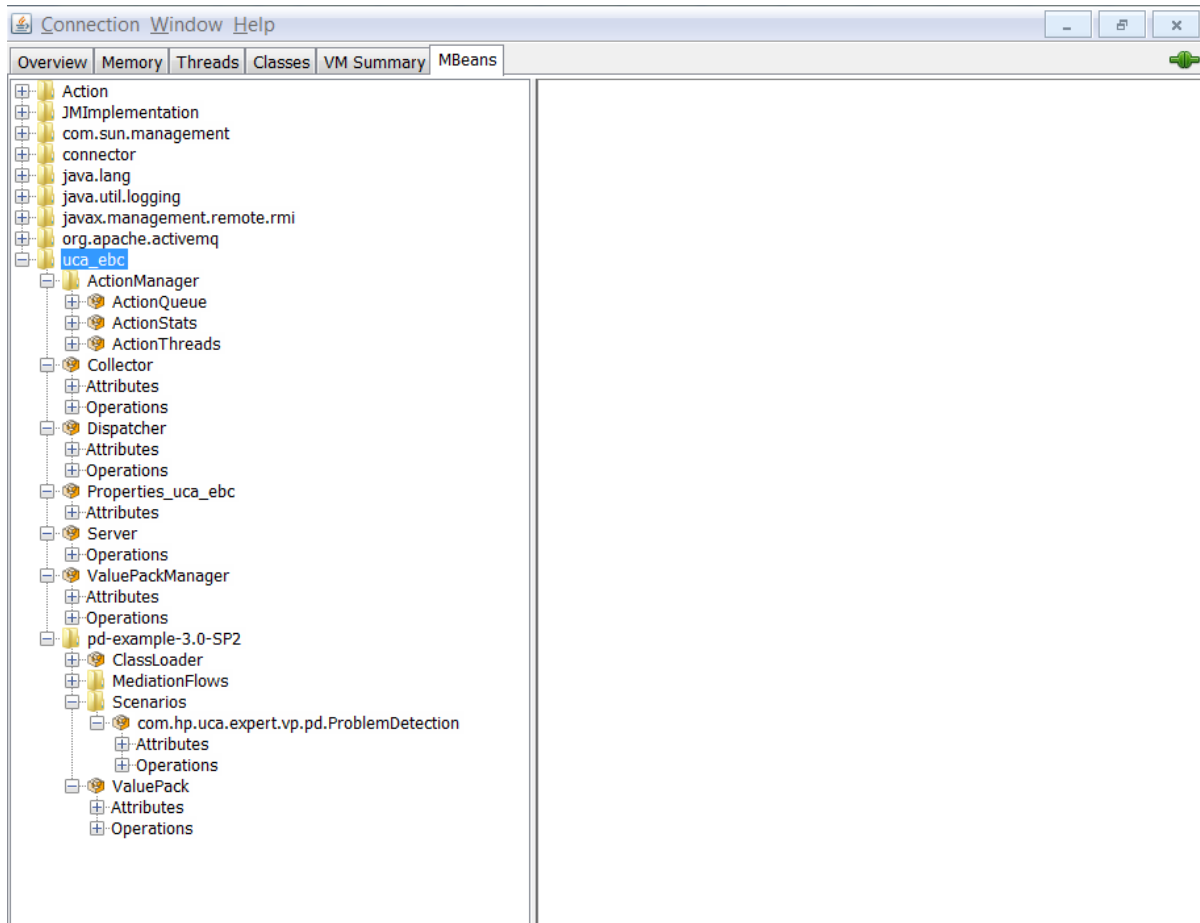 Connection Window Help
Overview Memory Threads Classes VM Summary MBeans
Action
JMImplementation
com.sun.management
connector
java.lang
java.util.logging
javax.management.remote.rmi
org.apache.activemq
uca_ebc
ActionManager
ActionQueue
ActionStats
ActionThreads
Collector
Attributes
Operations
Dispatcher
Attributes
Operations
Properties_uca_ebc
Attributes
Server
Operations
ValuePackManager
Attributes
Operations
pd-example-3.0-SP2
ClassLoader
MediationFlows
Scenarios
com.hp.uca.expert.vp.pd.ProblemDetection
Attributes
Operations
ValuePack
Attributes
Operations